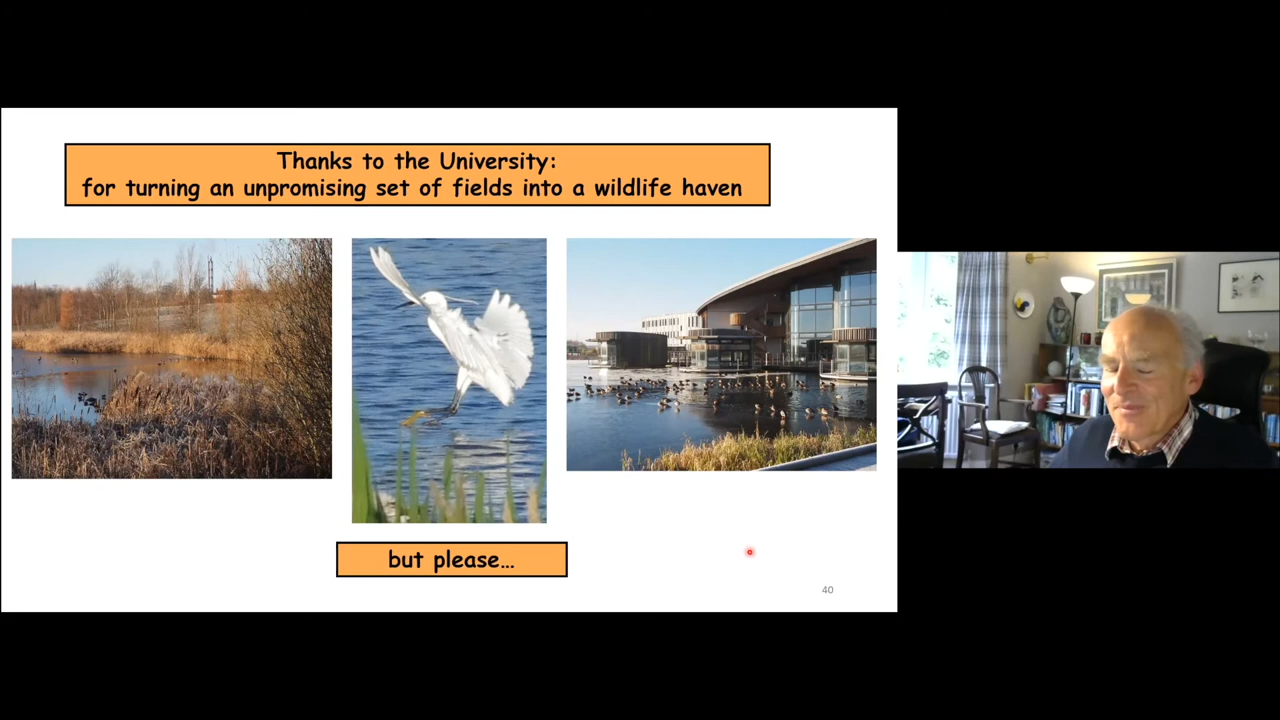 Thanks to the University:
for turning an unpromising set of fields into a wildlife haven
but please…
40